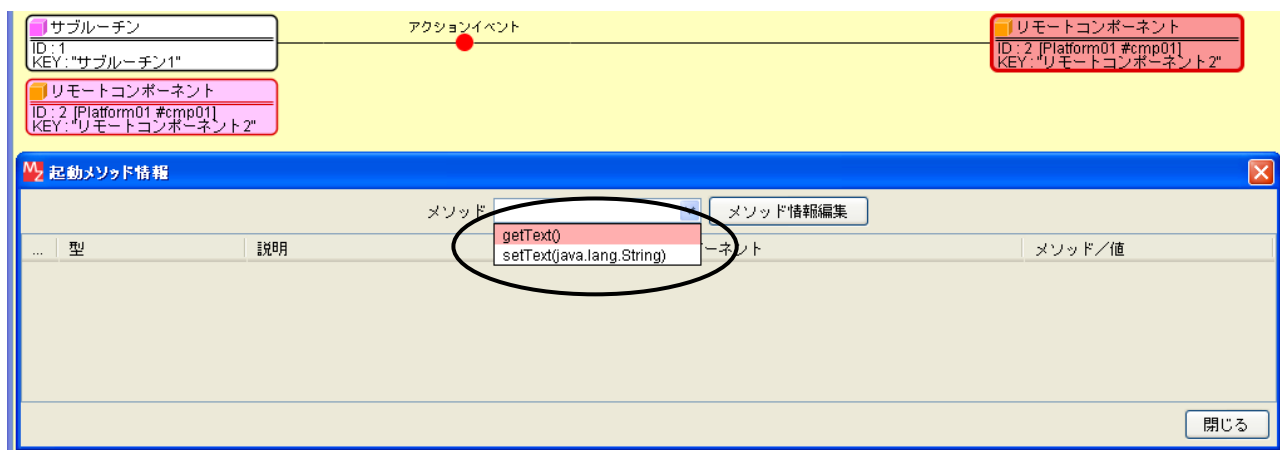 サブルーチン
ID : 1
KEY : "サブルーチン1"
アクションイベント
リモートコンポーネント
ID : 2 [Platform01 #cmp01]
KEY : "リモートコンポーネント2"
リモートコンポーネント
ID : 2 [Platform01 #cmp01]
KEY : "リモートコンポーネント2"
起動メソッド情報
メソッド
メソッド情報編集
getText()
setText(java.lang.String)
... 型 説明 ーネント メソッド／値
閉じる